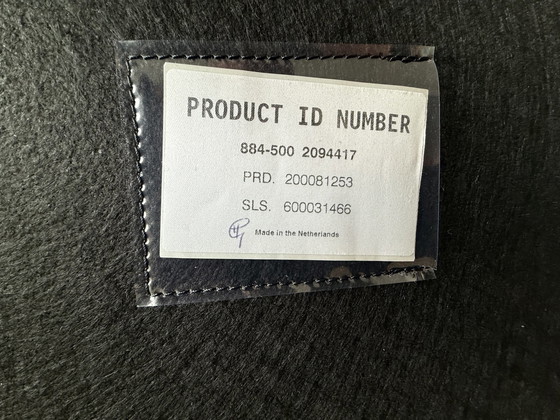 PRODUCT ID NUMBER
884-500 2094417
PRD. 200081253
SLS. 600031466
Made in the Netherlands